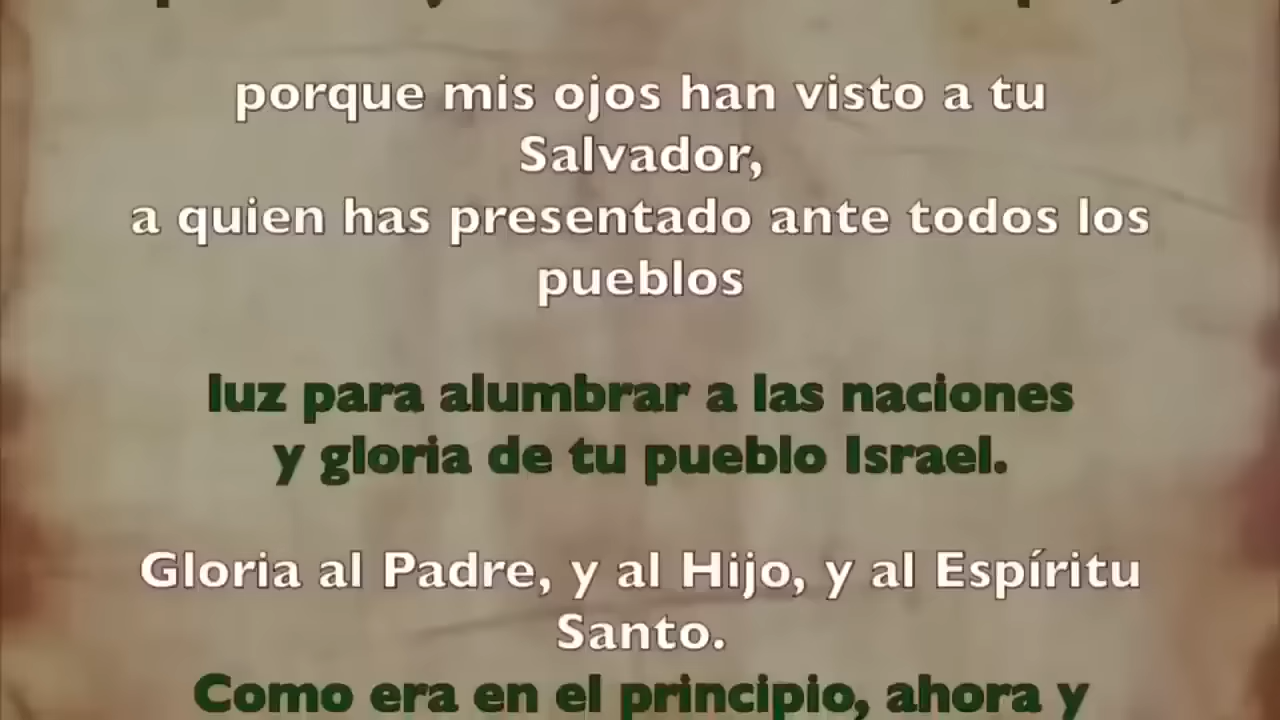 porque mis ojos han visto a tu
Salvador,
a quien has presentado ante todos los
pueblos
luz para alumbrar a las naciones
y gloria de tu pueblo Israel.
Gloria al Padre, y al Hijo, y al Espíritu
Santo.
Como era en el principio, ahora y